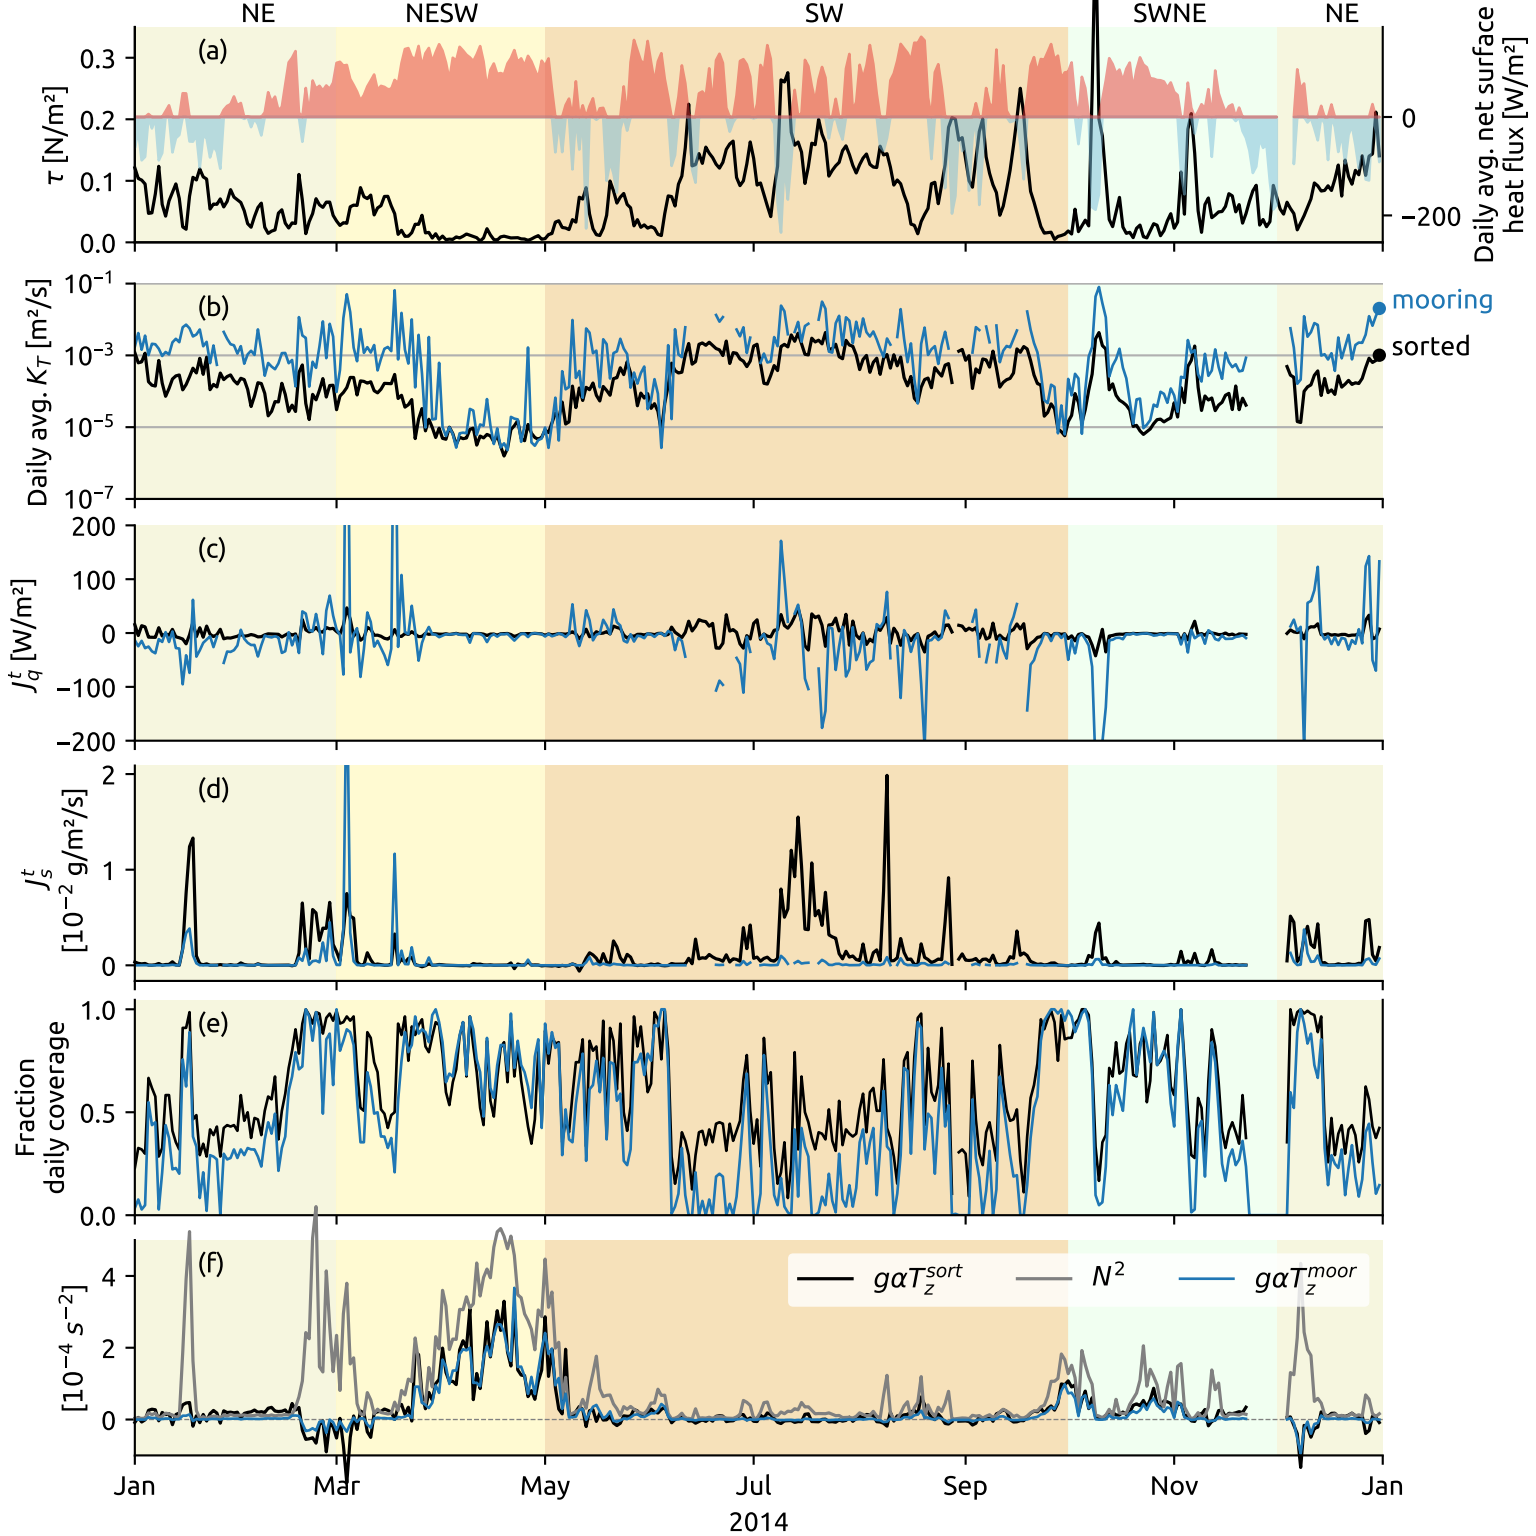 NE NESW SW SWNE NE
(a)
0.3
0.2
0.1
0.0
τ [N/m²]
0
−200
Daily avg. net surface
heat flux [W/m²]
(b)
10⁻¹
10⁻³
10⁻⁵
10⁻⁷
Daily avg. K_T [m²/s]
mooring
sorted
(c)
200
100
0
−100
−200
J_q^t [W/m²]
(d)
2
1
0
J_s^t
[10⁻² g/m²/s]
(e)
1.0
0.5
0.0
Fraction
daily coverage
(f)
4
2
0
[10⁻⁴ s⁻²]
gαT_z^sort N² gαT_z^moor
Jan Mar May Jul Sep Nov Jan
2014